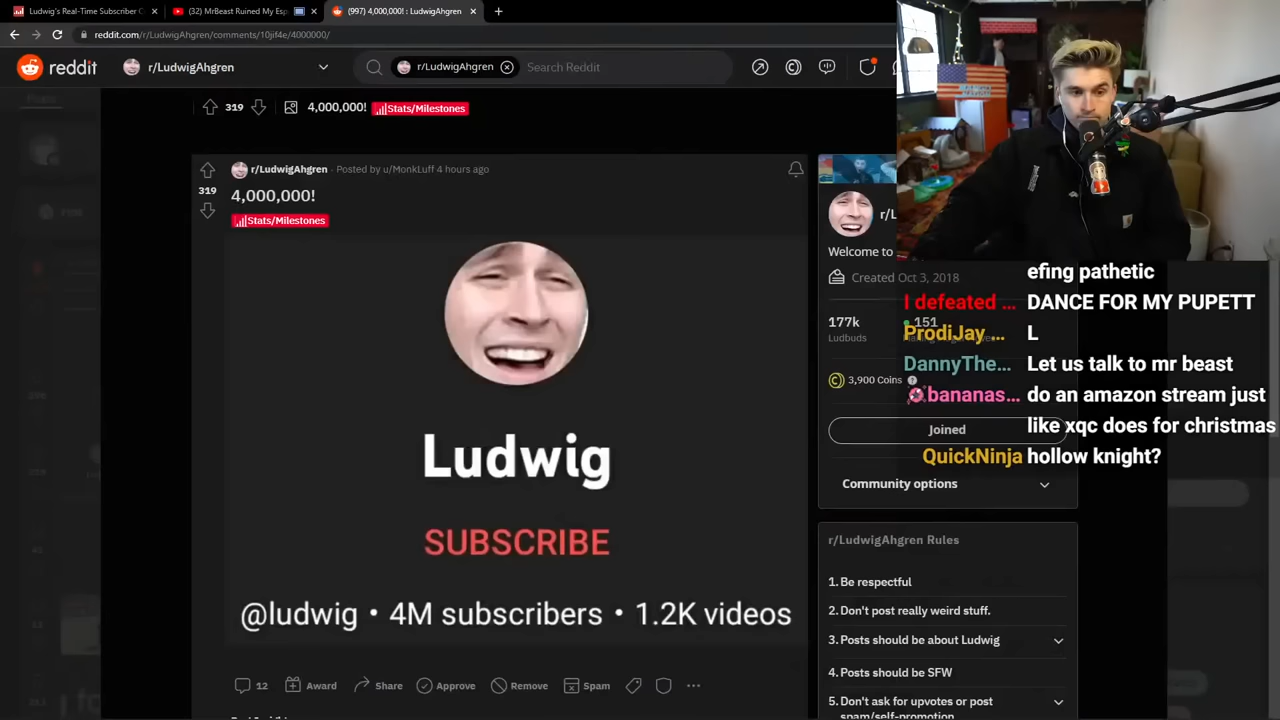 Ludwig's Real-Time Subscriber C
(32) MrBeast Ruined My Esp
(997) 4,000,000! : LudwigAhgren
reddit.com/r/LudwigAhgren/comments/10jif4e/4000000/
reddit
r/LudwigAhgren
r/LudwigAhgren
Search Reddit
319
4,000,000!
Stats/Milestones
r/LudwigAhgren · Posted by u/MonkLuff 4 hours ago
319
4,000,000!
Stats/Milestones
Ludwig
SUBSCRIBE
@ludwig • 4M subscribers • 1.2K videos
12
Award
Share
Approve
Remove
Spam
r/L
Welcome to
Created Oct 3, 2018
177k
Ludbuds
151
3,900 Coins
Joined
Community options
r/LudwigAhgren Rules
1. Be respectful
2. Don't post really weird stuff.
3. Posts should be about Ludwig
4. Posts should be SFW
5. Don't ask for upvotes or post
spam/self-promotion
efing pathetic
I defeated ... DANCE FOR MY PUPETT
ProdiJay ... L
DannyThe... Let us talk to mr beast
bananas... do an amazon stream just
like xqc does for christmas
QuickNinja hollow knight?